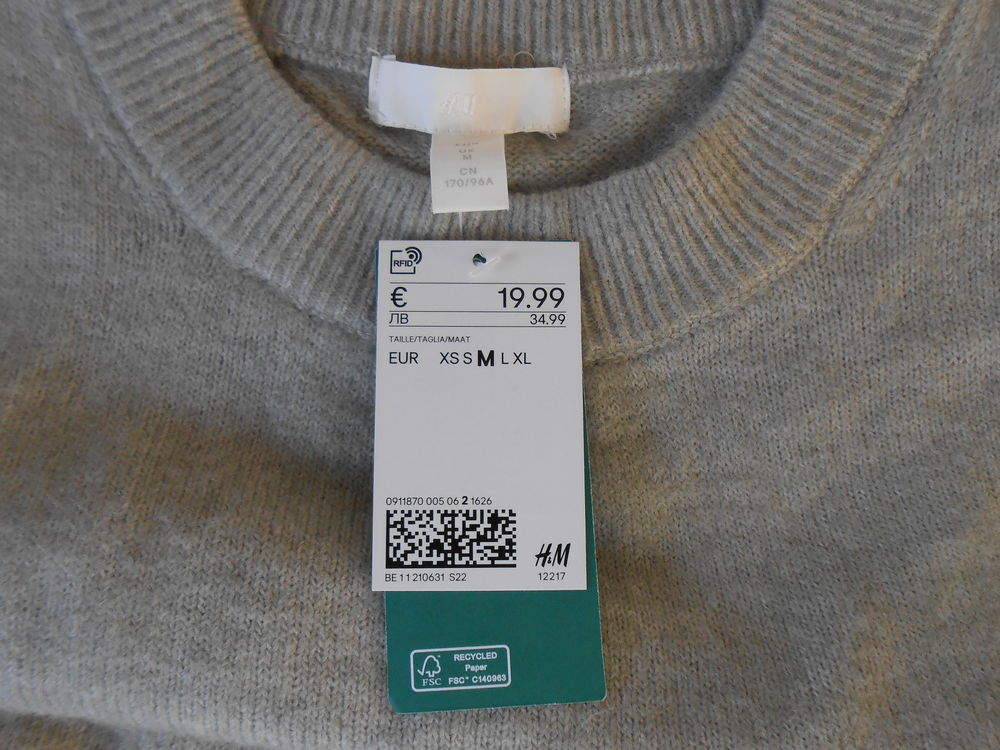 H&M
M
CN
170/96A
RFID
€ 19.99
ЛВ 34.99
TAILLE/TAGLIA/MAAT
EUR XS S M L XL
0911870 005 06 2 1626
BE 11 210631 S22
H&M
12217
RECYCLED
Paper
FSC™ C140963
FSC